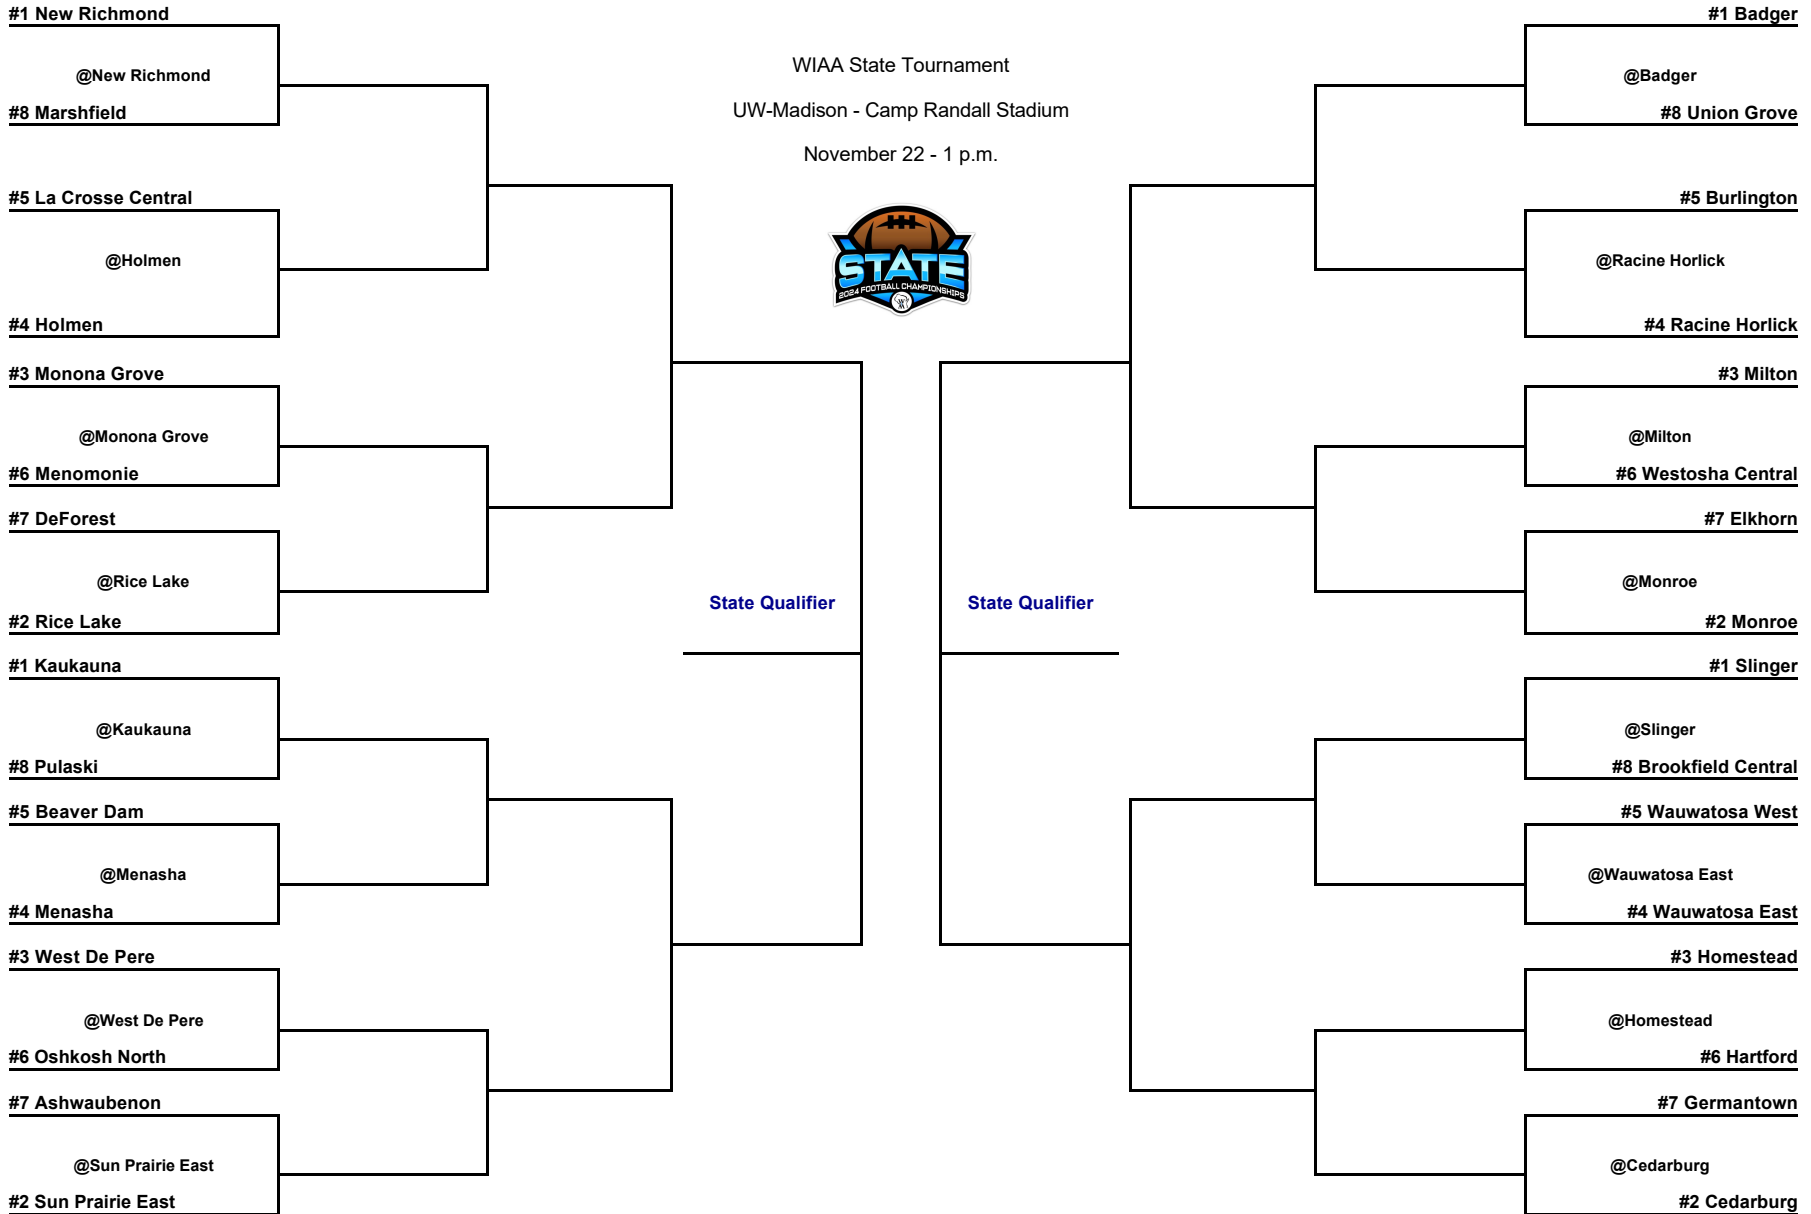 #1 New Richmond
@New Richmond
#8 Marshfield
#5 La Crosse Central
@Holmen
#4 Holmen
#3 Monona Grove
@Monona Grove
#6 Menomonie
#7 DeForest
@Rice Lake
#2 Rice Lake
#1 Kaukauna
@Kaukauna
#8 Pulaski
#5 Beaver Dam
@Menasha
#4 Menasha
#3 West De Pere
@West De Pere
#6 Oshkosh North
#7 Ashwaubenon
@Sun Prairie East
#2 Sun Prairie East
WIAA State Tournament
UW-Madison - Camp Randall Stadium
November 22 - 1 p.m.
STATE
2024 FOOTBALL CHAMPIONSHIPS
State Qualifier
State Qualifier
#1 Badger
@Badger
#8 Union Grove
#5 Burlington
@Racine Horlick
#4 Racine Horlick
#3 Milton
@Milton
#6 Westosha Central
#7 Elkhorn
@Monroe
#2 Monroe
#1 Slinger
@Slinger
#8 Brookfield Central
#5 Wauwatosa West
@Wauwatosa East
#4 Wauwatosa East
#3 Homestead
@Homestead
#6 Hartford
#7 Germantown
@Cedarburg
#2 Cedarburg